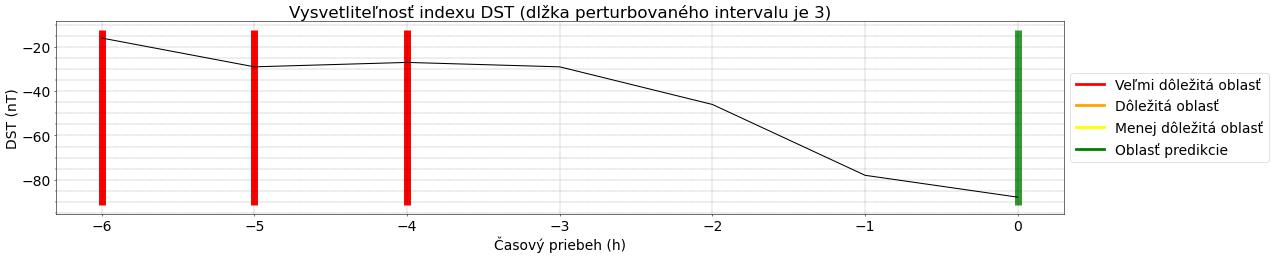 Vysvetliteľnosť indexu DST (dĺžka perturbovaného intervalu je 3)
DST (nT)
−20
−40
−60
−80
−6 −5 −4 −3 −2 −1 0
Časový priebeh (h)
Veľmi dôležitá oblasť
Dôležitá oblasť
Menej dôležitá oblasť
Oblasť predikcie